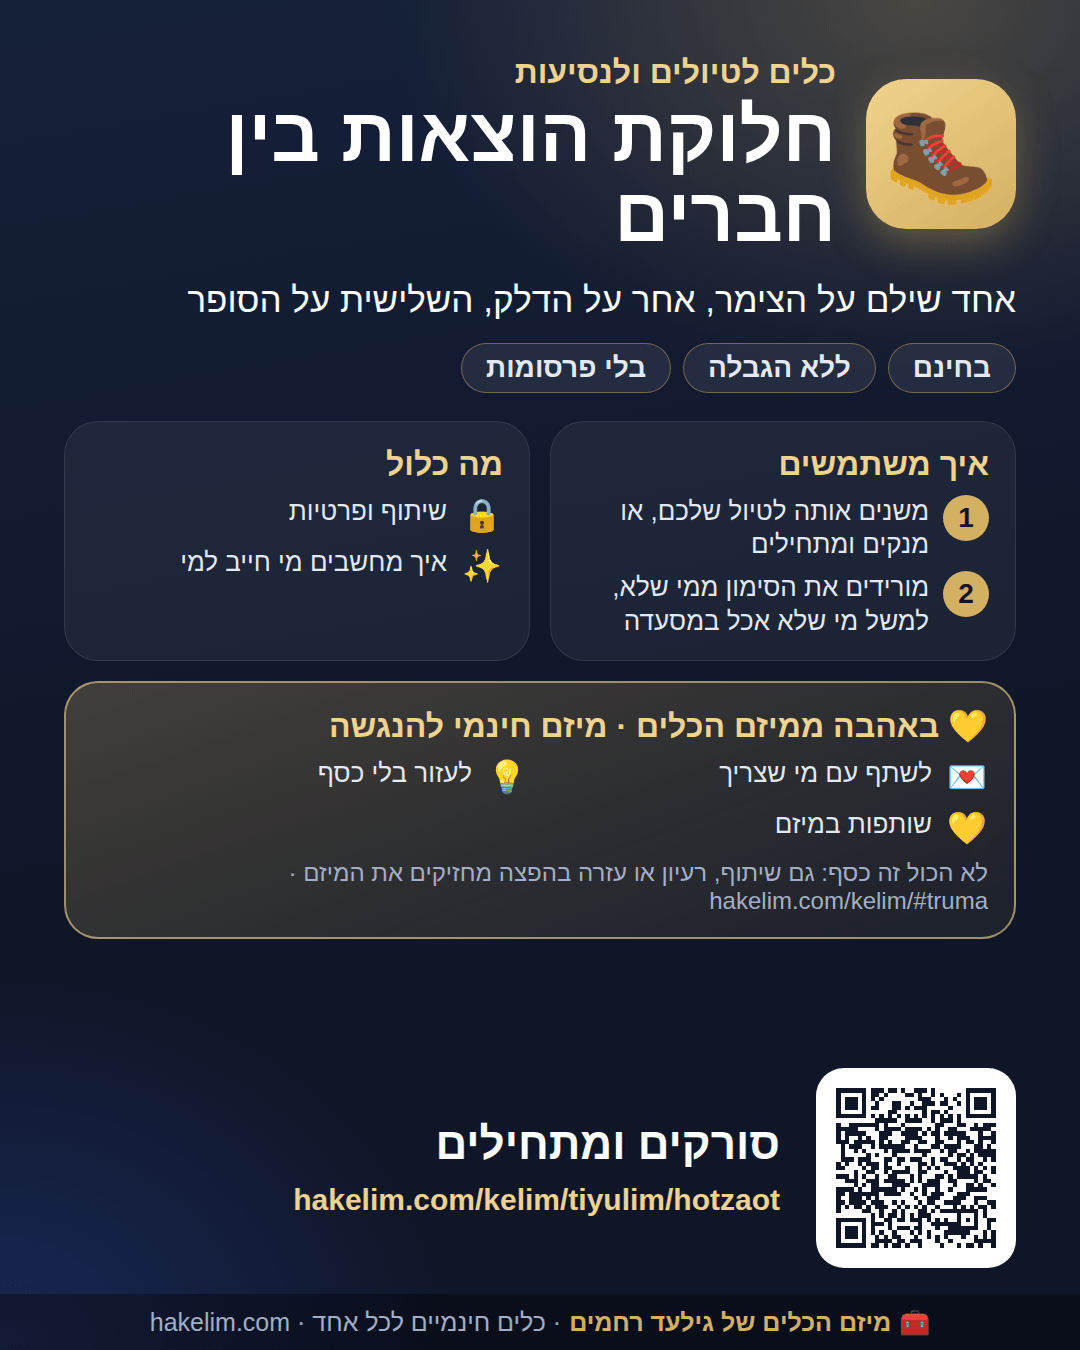 כלים לטיולים ולנסיעות
חלוקת הוצאות בין
חברים
אחד שילם על הצימר, אחר על הדלק, השלישית על הסופר
בחינם
ללא הגבלה
בלי פרסומות
איך משתמשים
1
משנים אותה לטיול שלכם, או
מנקים ומתחילים
2
מורידים את הסימון ממי שלא,
למשל מי שלא אכל במסעדה
מה כלול
שיתוף ופרטיות
איך מחשבים מי חייב למי
באהבה ממיזם הכלים · מיזם חינמי להנגשה
לשתף עם מי שצריך
לעזור בלי כסף
שותפות במיזם
לא הכול זה כסף: גם שיתוף, רעיון או עזרה בהפצה מחזיקים את המיזם ·
hakelim.com/kelim/#truma
סורקים ומתחילים
hakelim.com/kelim/tiyulim/hotzaot
מיזם הכלים של גילעד רחמים · כלים חינמיים לכל אחד · hakelim.com